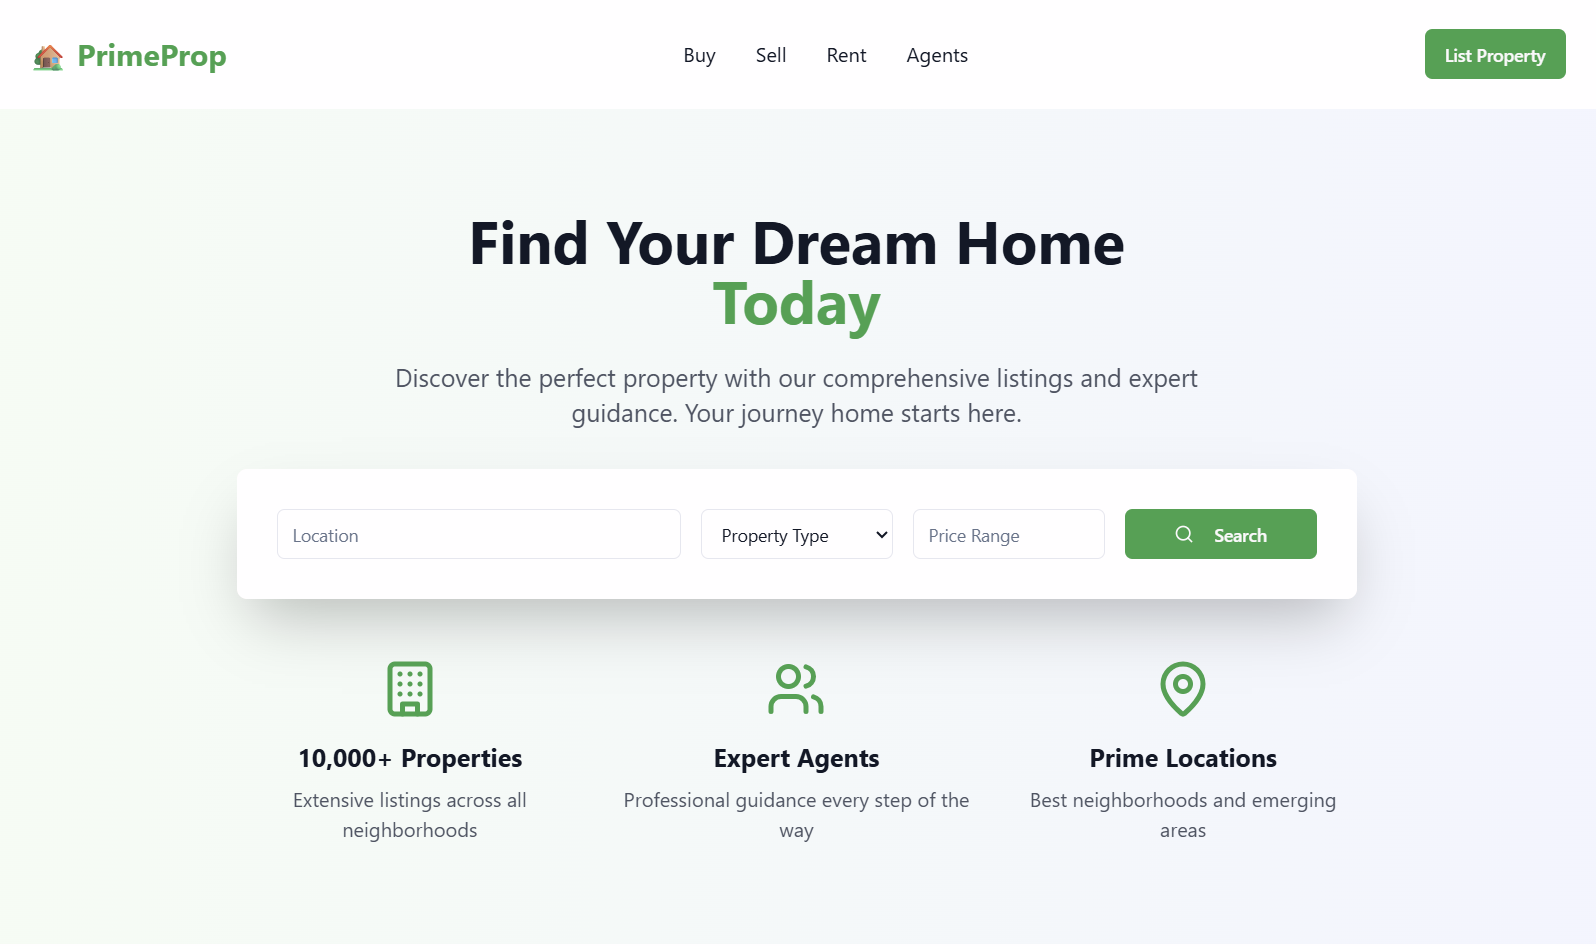 PrimeProp
Buy
Sell
Rent
Agents
List Property
Find Your Dream Home
Today
Discover the perfect property with our comprehensive listings and expert
guidance. Your journey home starts here.
Location
Property Type
Price Range
Search
10,000+ Properties
Extensive listings across all
neighborhoods
Expert Agents
Professional guidance every step of the
way
Prime Locations
Best neighborhoods and emerging
areas